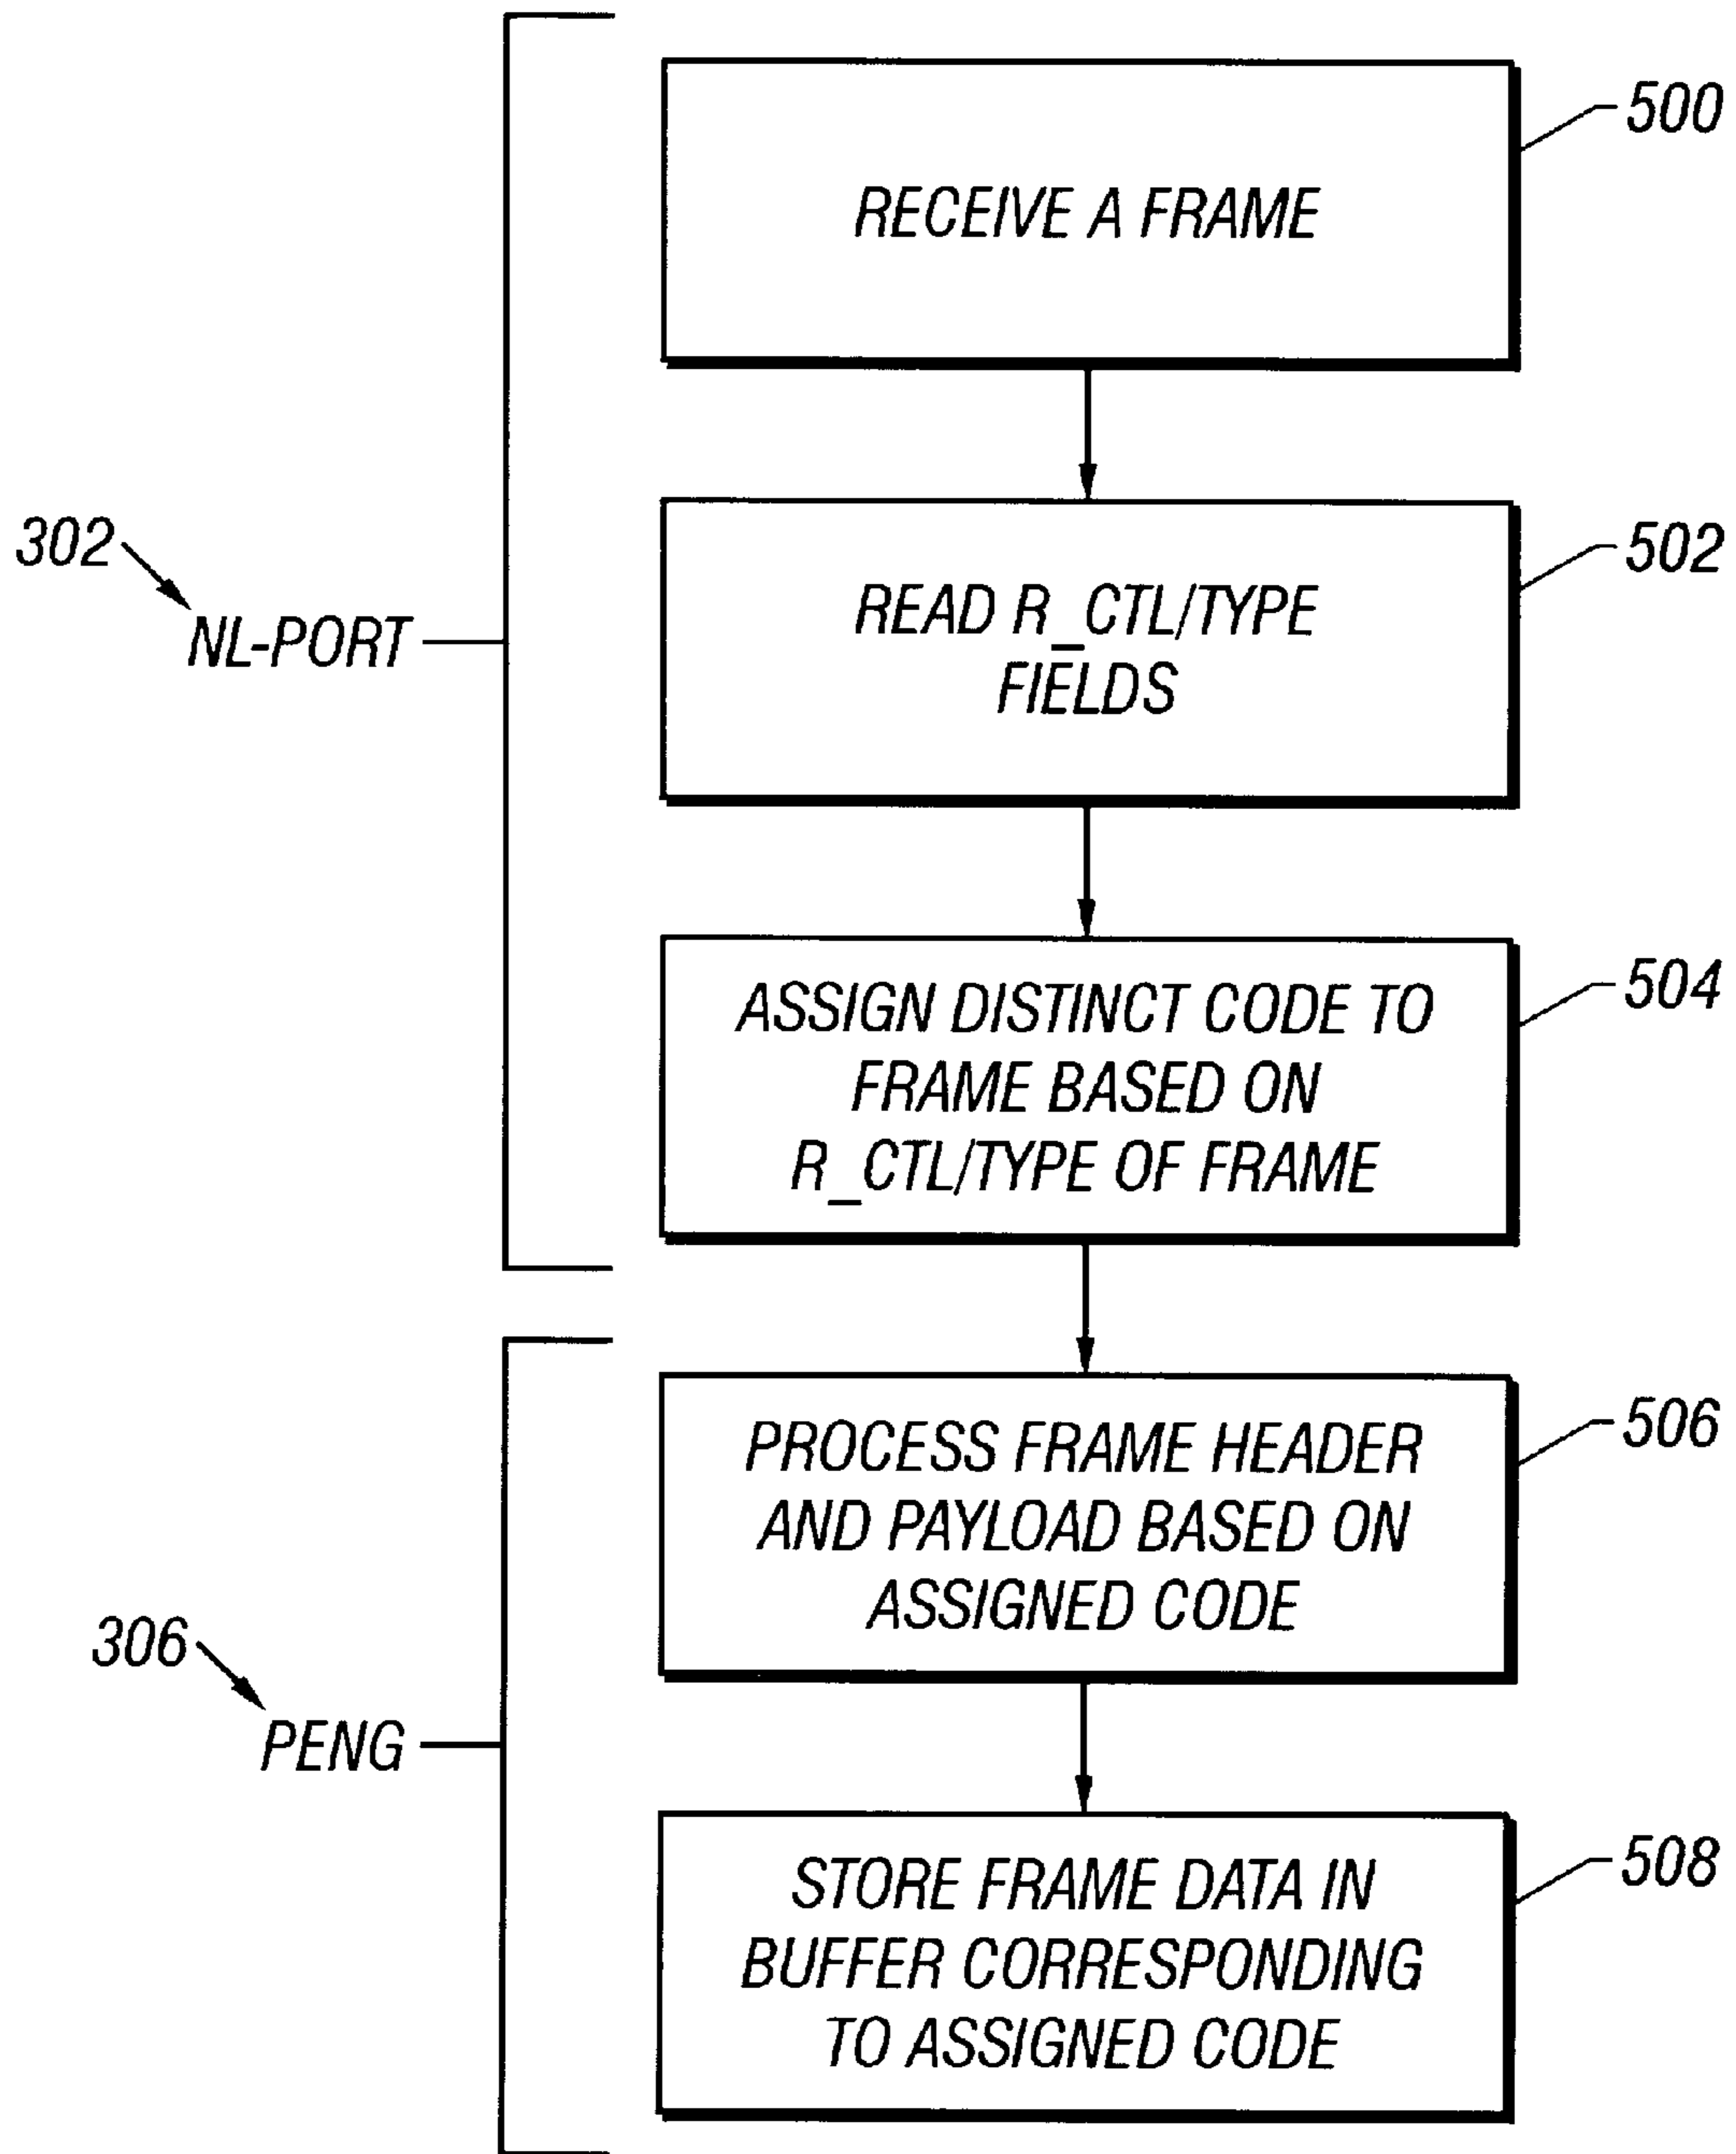 500
RECEIVE A FRAME
302
NL-PORT
502
READ R_CTL/TYPE
FIELDS
504
ASSIGN DISTINCT CODE TO
FRAME BASED ON
R_CTL/TYPE OF FRAME
506
PROCESS FRAME HEADER
AND PAYLOAD BASED ON
ASSIGNED CODE
306
PENG
508
STORE FRAME DATA IN
BUFFER CORRESPONDING
TO ASSIGNED CODE